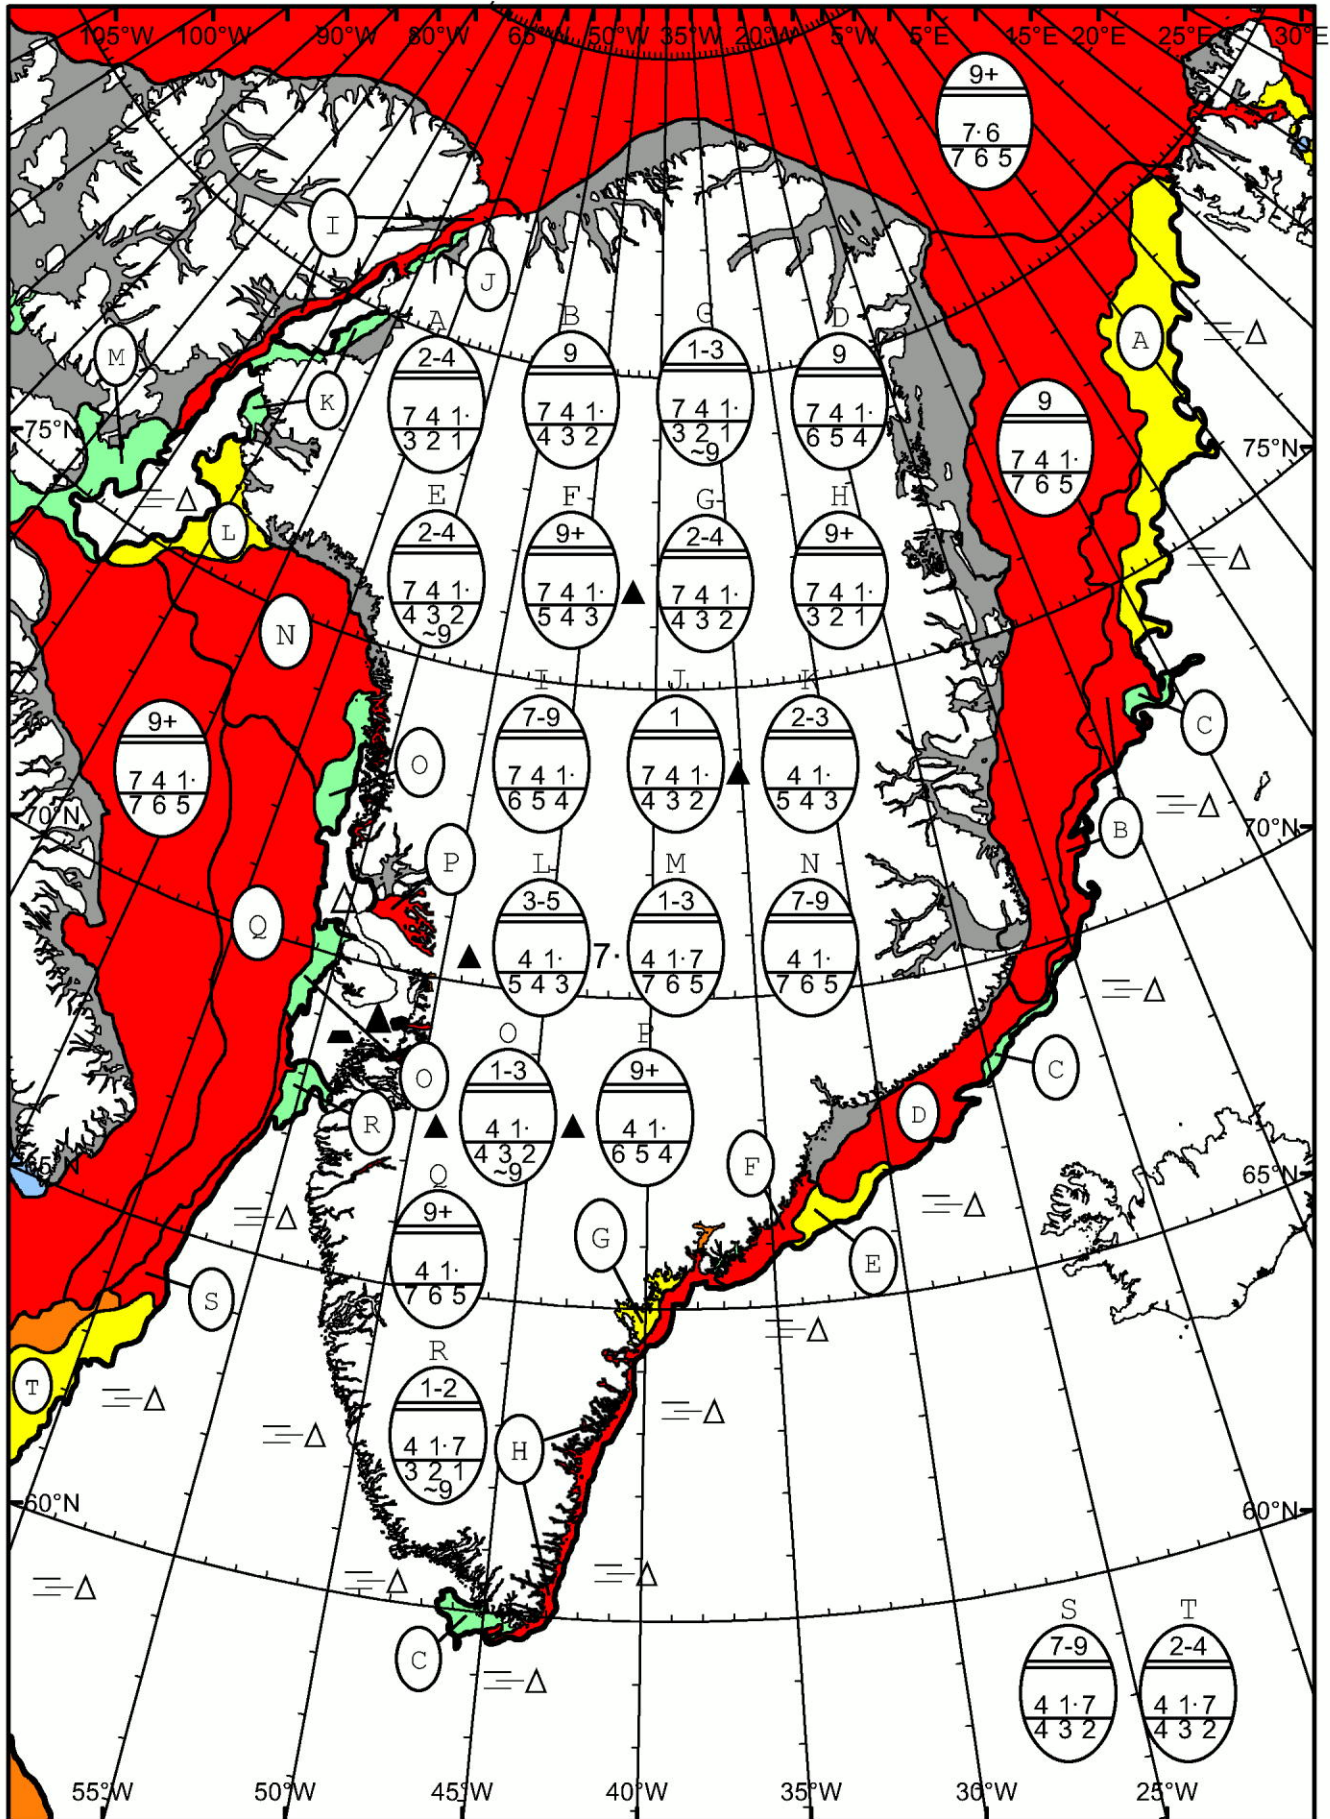 105°W 100°W 90°W 80°W 65°W 50°W 35°W 20°W 5°W 5°E 15°E 20°E 25°E 30°E
9+
7· 6
7 6 5
I
J
M
K
A
75°N
75°N
A B G D
2-4 9 1-3 9
7 4 1· 7 4 1· 7 4 1· 7 4 1·
3 2 1 4 3 2 3 2 1 6 5 4
~9
9
7 4 1·
7 6 5
E F G H
2-4 9+ 2-4 9+
7 4 1· 7 4 1· 7 4 1· 7 4 1·
4 3 2 5 4 3 4 3 2 3 2 1
~9
L
N
C
I J K
7-9 1 2-3
7 4 1· 7 4 1· 4 1·
6 5 4 4 3 2 5 4 3
9+
7 4 1·
7 6 5
O
B
70°N
70°N
P
L M N
3-5 1-3 7-9
4 1· 7· 4 1·7 4 1·
5 4 3 7 6 5 7 6 5
Q
O
R
C
D
O P
1-3 9+
4 1· 4 1·
4 3 2 6 5 4
~9
65°N
65°N
F
G
E
Q
9+
4 1·
7 6 5
S
T
R
1-2
4 1·7
3 2 1
~9
H
60°N
60°N
C
S T
7-9 2-4
4 1·7 4 1·7
4 3 2 4 3 2
55°W 50°W 45°W 40°W 35°W 30°W 25°W